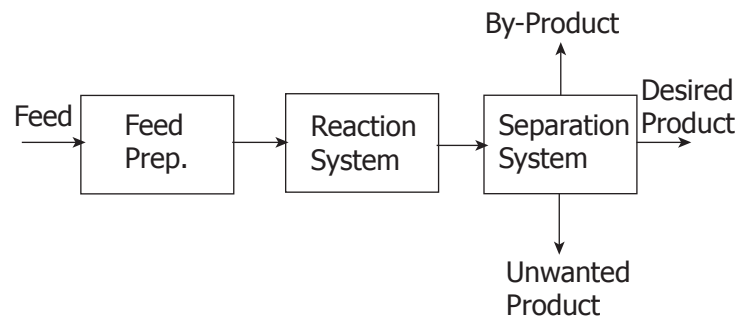 By-Product
Feed
Feed
Prep.
Reaction
System
Separation
System
Desired
Product
Unwanted
Product